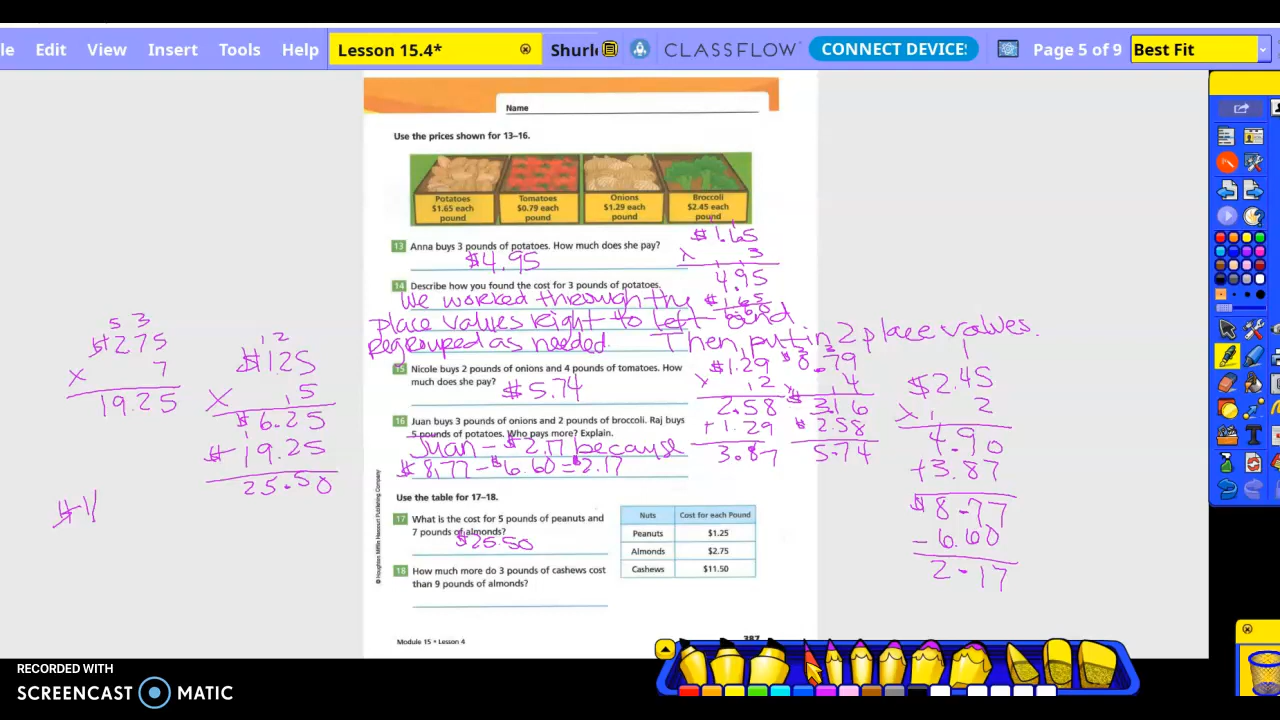 le Edit View Insert Tools Help Lesson 15.4* Shurl CLASSFLOW CONNECT DEVICES Page 5 of 9 Best Fit
Name
Use the prices shown for 13–16.
Potatoes $1.65 each pound
Tomatoes $0.79 each pound
Onions $1.29 each pound
Broccoli $2.45 each pound
13 Anna buys 3 pounds of potatoes. How much does she pay?
$4.95
$1.65
x 3
4.95
14 Describe how you found the cost for 3 pounds of potatoes.
We worked through the
place values right to left and
regrouped as needed. Then, put in 2 place values.
15 Nicole buys 2 pounds of onions and 4 pounds of tomatoes. How
much does she pay?
$5.74
$1.29
x 2
2.58
+ 1.29
3.87
$0.79
x 4
$3.16
$2.58
5.74
16 Juan buys 3 pounds of onions and 2 pounds of broccoli. Raj buys
5 pounds of potatoes. Who pays more? Explain.
Juan - $2.17 because
$8.77 - $6.60 = $2.17
1
$2.45
x 2
4.90
+3.87
$8.77
- 6.60
2.17
Use the table for 17–18.
17 What is the cost for 5 pounds of peanuts and
7 pounds of almonds?
$25.50
18 How much more do 3 pounds of cashews cost
than 9 pounds of almonds?
Nuts Cost for each Pound
Peanuts $1.25
Almonds $2.75
Cashews $11.50
5 3
$275
x 7
19.25
1 2
$125
x 5
$6.25
$19.25
25.50
$11
© Houghton Mifflin Harcourt Publishing Company
Module 15 • Lesson 4
387
RECORDED WITH
SCREENCAST MATIC